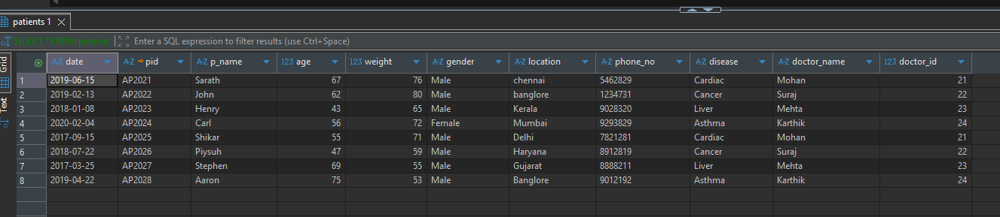 patients 1
SELECT * FROM patients Enter a SQL expression to filter results (use Ctrl+Space)
Grid
Text
A-Z date A-Z pid A-Z p_name 123 age 123 weight A-Z gender A-Z location A-Z phone_no A-Z disease A-Z doctor_name 123 doctor_id
1 2019-06-15 AP2021 Sarath 67 76 Male chennai 5462829 Cardiac Mohan 21
2 2019-02-13 AP2022 John 62 80 Male banglore 1234731 Cancer Suraj 22
3 2018-01-08 AP2023 Henry 43 65 Male Kerala 9028320 Liver Mehta 23
4 2020-02-04 AP2024 Carl 56 72 Female Mumbai 9293829 Asthma Karthik 24
5 2017-09-15 AP2025 Shikar 55 71 Male Delhi 7821281 Cardiac Mohan 21
6 2018-07-22 AP2026 Piysuh 47 59 Male Haryana 8912819 Cancer Suraj 22
7 2017-03-25 AP2027 Stephen 69 55 Male Gujarat 8888211 Liver Mehta 23
8 2019-04-22 AP2028 Aaron 75 53 Male Banglore 9012192 Asthma Karthik 24